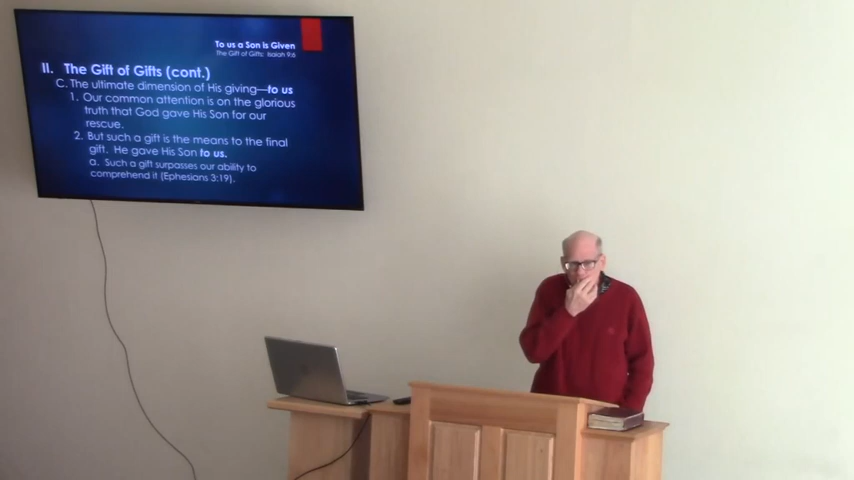 To us a Son is Given
The Gift of Gifts: Isaiah 9:6
II. The Gift of Gifts (cont.)
C. The ultimate dimension of His giving—to us
1. Our common attention is on the glorious
truth that God gave His Son for our
rescue.
2. But such a gift is the means to the final
gift. He gave His Son to us.
a. Such a gift surpasses our ability to
comprehend it (Ephesians 3:19).